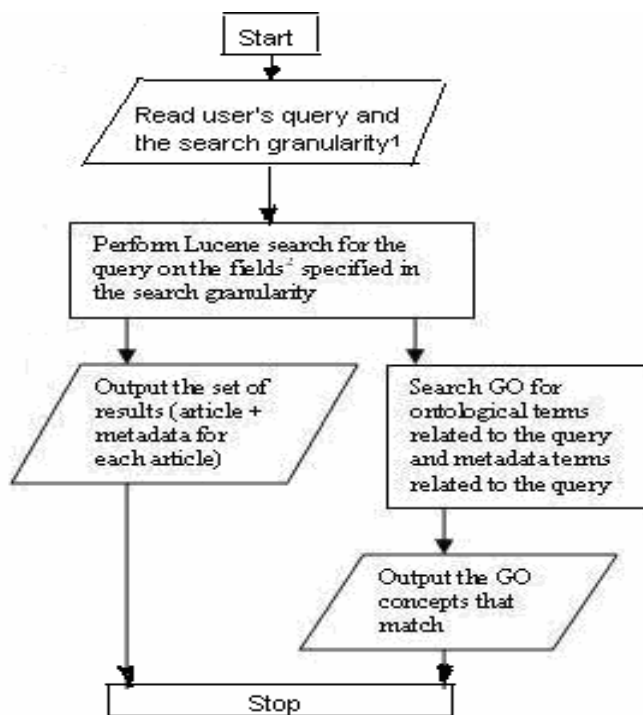 Start
Read user's query and
the search granularity¹
Perform Lucene search for the
query on the fields² specified in
the search granularity
Output the set of
results (article +
metadata for
each article)
Search GO for
ontological terms
related to the query
and metadata terms
related to the query
Output the GO
concepts that
match
Stop